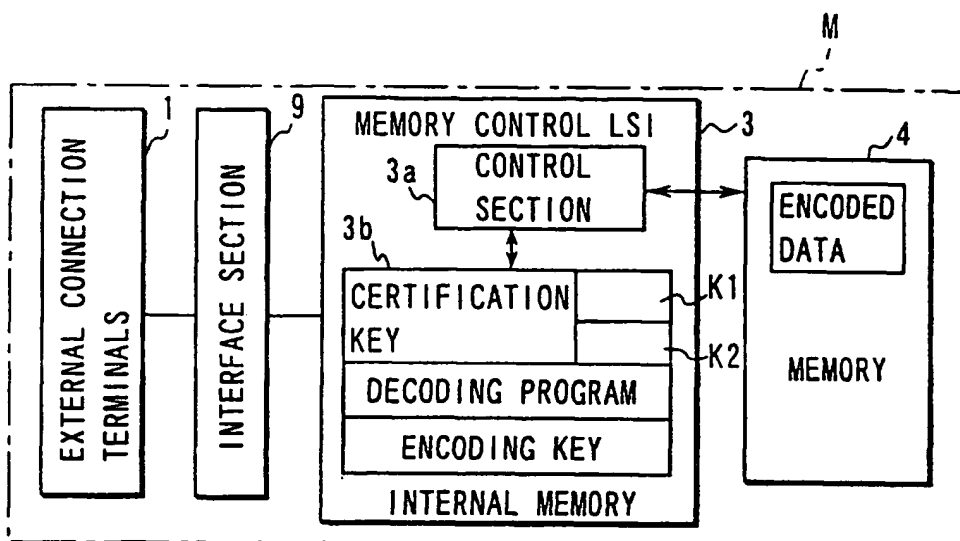 M
1
9
3
4
EXTERNAL CONNECTION
TERMINALS
INTERFACE SECTION
MEMORY CONTROL LSI
3a
CONTROL
SECTION
3b
CERTIFICATION
KEY
K1
K2
DECODING PROGRAM
ENCODING KEY
INTERNAL MEMORY
ENCODED
DATA
MEMORY